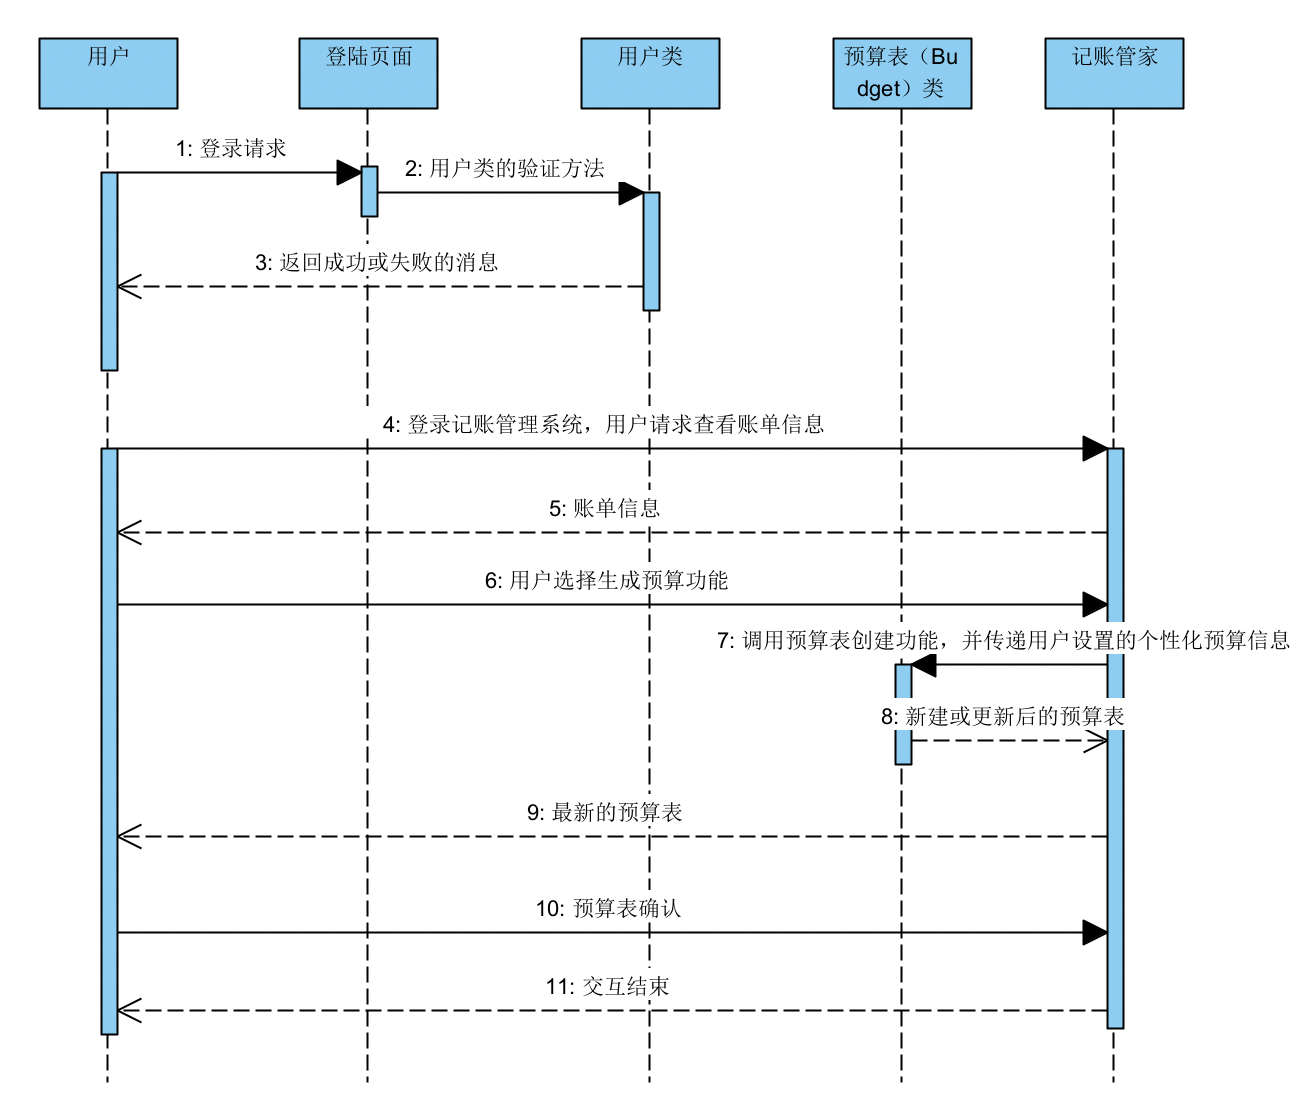 用户
登陆页面
用户类
预算表（Bu
dget）类
记账管家
1: 登录请求
2: 用户类的验证方法
3: 返回成功或失败的消息
4: 登录记账管理系统，用户请求查看账单信息
5: 账单信息
6: 用户选择生成预算功能
7: 调用预算表创建功能，并传递用户设置的个性化预算信息
8: 新建或更新后的预算表
9: 最新的预算表
10: 预算表确认
11: 交互结束